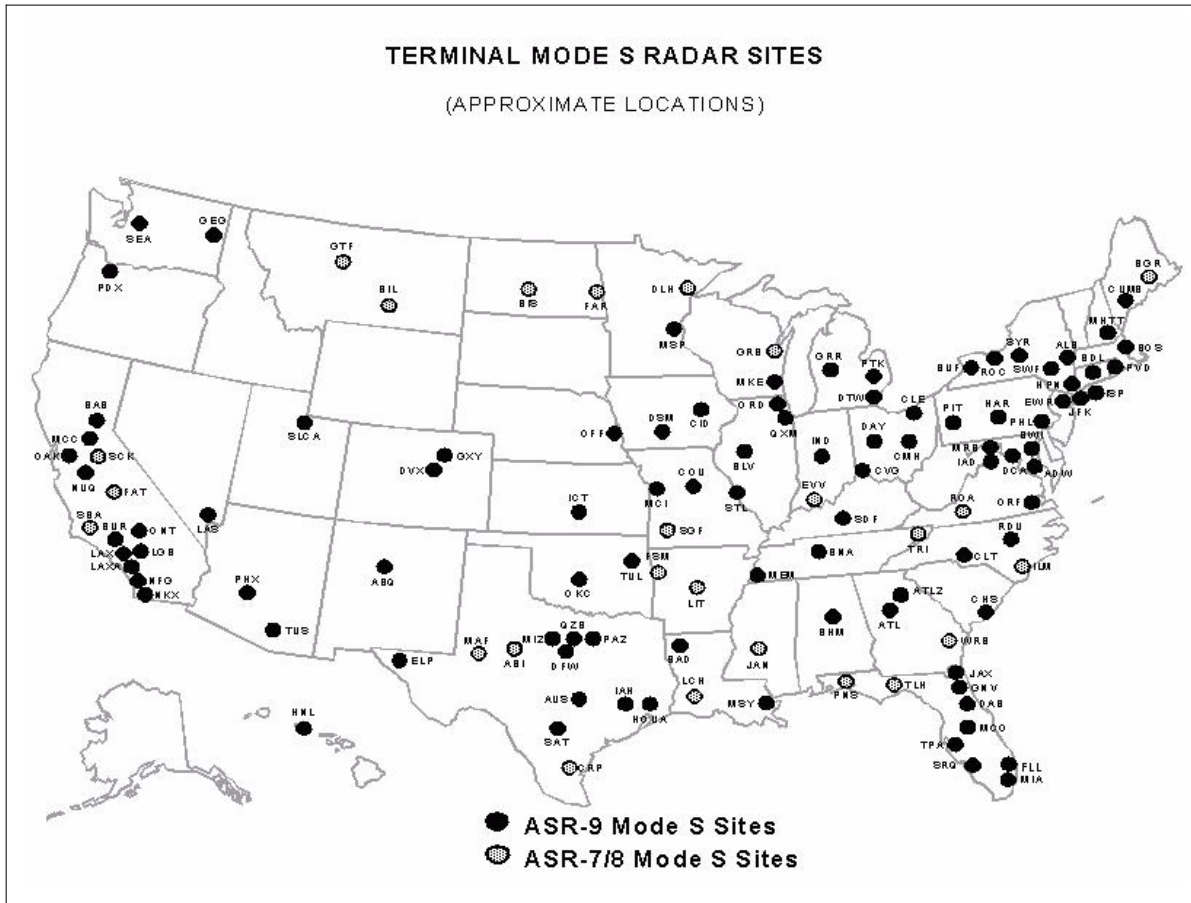 TERMINAL MODE S RADAR SITES
(APPROXIMATE LOCATIONS)
SEA
GEG
PDX
GTF
BIL
BIS
FAR
DLH
MSP
GRB
MKE
GRR
PTK
DTW
BGR
CUMB
MHTT
BOS
ALB
BDL
PVD
SYR
SWF
BUF
ROC
HPN
ISP
EWR
JFK
BAB
MCC
OAK
SCK
NUQ
FAT
SLCA
GXY
DVX
OFF
DSM
CID
ORD
QXM
CLE
PIT
HAR
PHL
DAY
CMH
CVG
IND
EVV
MRB
IAD
BWI
DCA
ADW
BLV
STL
COU
MCI
SGF
ICT
SDF
ROA
ORF
RDU
SBA
BUR
ONT
LAX
LGB
LAXA
NFG
NKX
LAS
PHX
TUS
ABQ
ELP
TUL
OKC
FSM
LIT
MEM
BNA
TRI
CLT
ILM
ATLZ
ATL
CHS
BHM
WRB
MAF
ABI
MIZ
QZB
PAZ
DFW
BAD
JAN
LCH
MSY
PNS
TLH
JAX
GNV
DAB
MCO
TPA
SRQ
FLL
MIA
AUS
IAH
HOUA
SAT
CRP
HNL
ASR-9 Mode S Sites
ASR-7/8 Mode S Sites